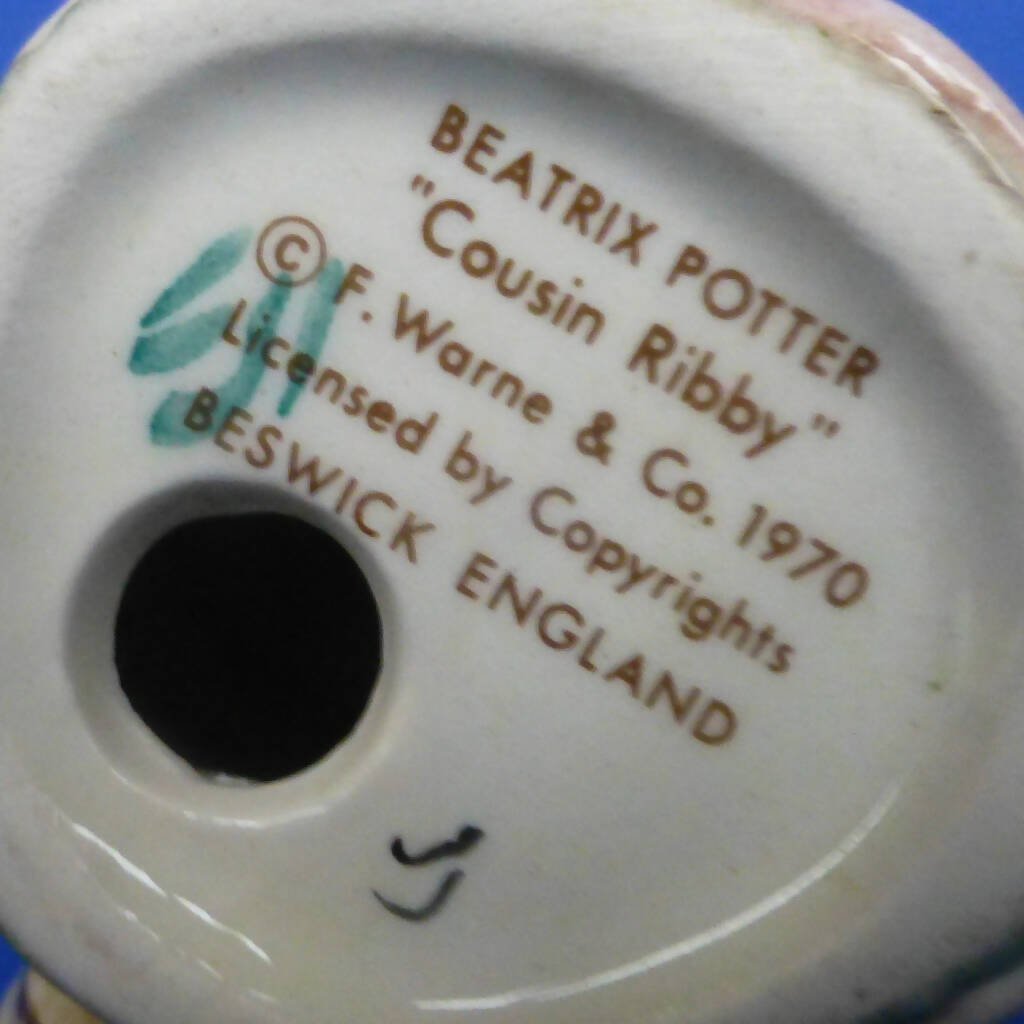 BEATRIX POTTER
"Cousin Ribby"
© F. Warne & Co. 1970
Licensed by Copyrights
BESWICK ENGLAND